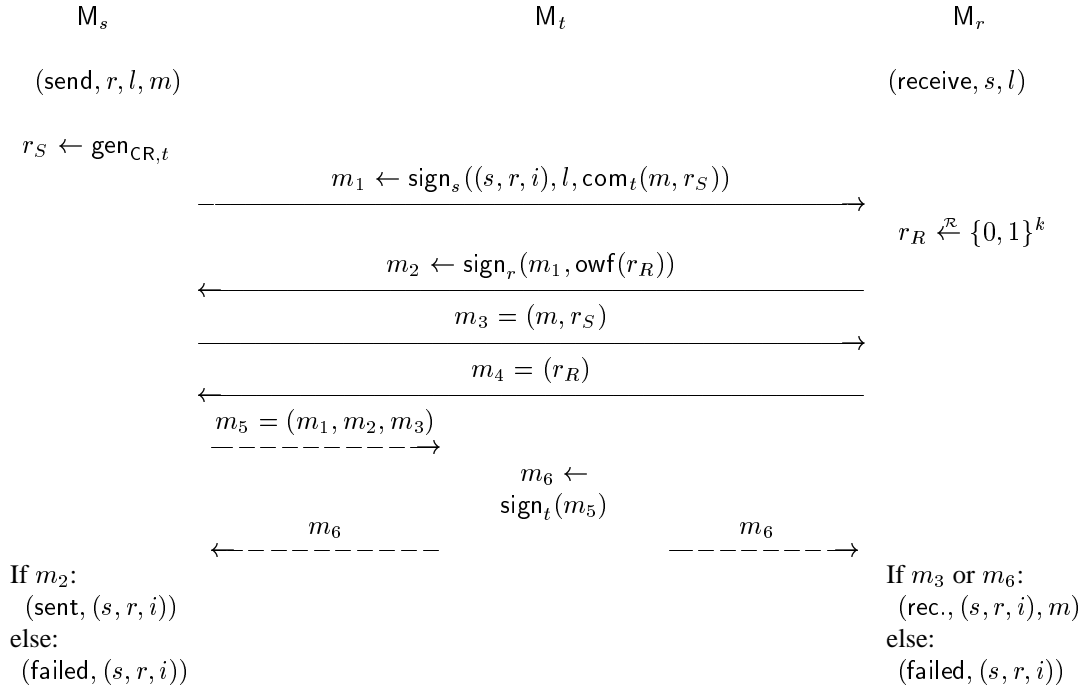 M_s M_t M_r
(send, r, l, m) (receive, s, l)
r_S ← gen_{CR,t}
m_1 ← sign_s((s, r, i), l, com_t(m, r_S))
r_R ←^R {0, 1}^k
m_2 ← sign_r(m_1, owf(r_R))
m_3 = (m, r_S)
m_4 = (r_R)
m_5 = (m_1, m_2, m_3)
m_6 ←
sign_t(m_5)
m_6 m_6
If m_2: If m_3 or m_6:
(sent, (s, r, i)) (rec., (s, r, i), m)
else: else:
(failed, (s, r, i)) (failed, (s, r, i))